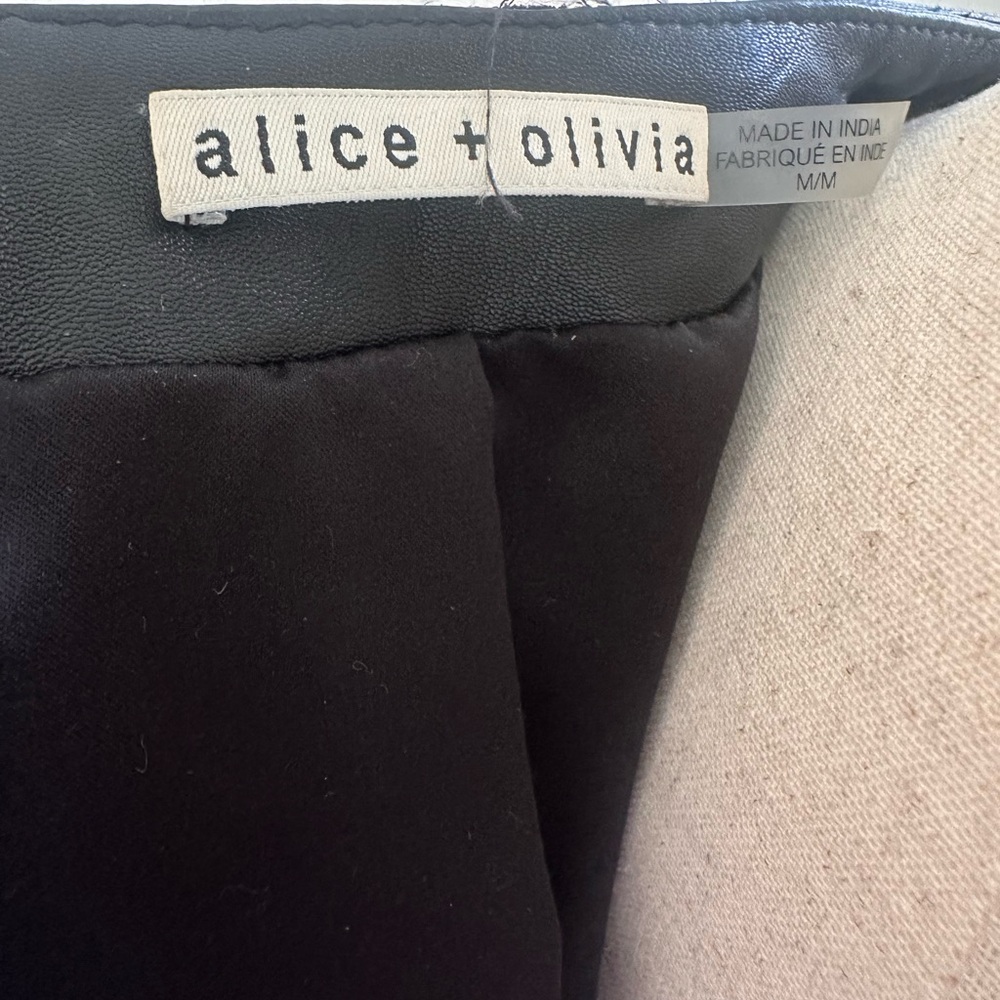 alice + olivia
MADE IN INDIA
FABRIQUÉ EN INDE
M/M